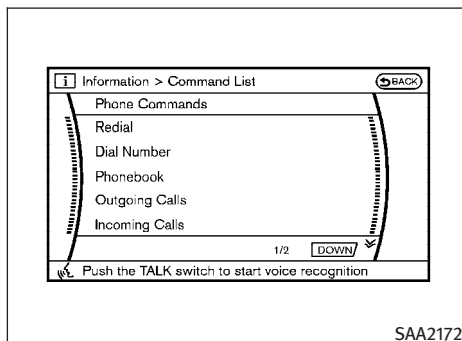 i Information > Command List BACK
Phone Commands
Redial
Dial Number
Phonebook
Outgoing Calls
Incoming Calls
1/2 DOWN
Push the TALK switch to start voice recognition
SAA2172